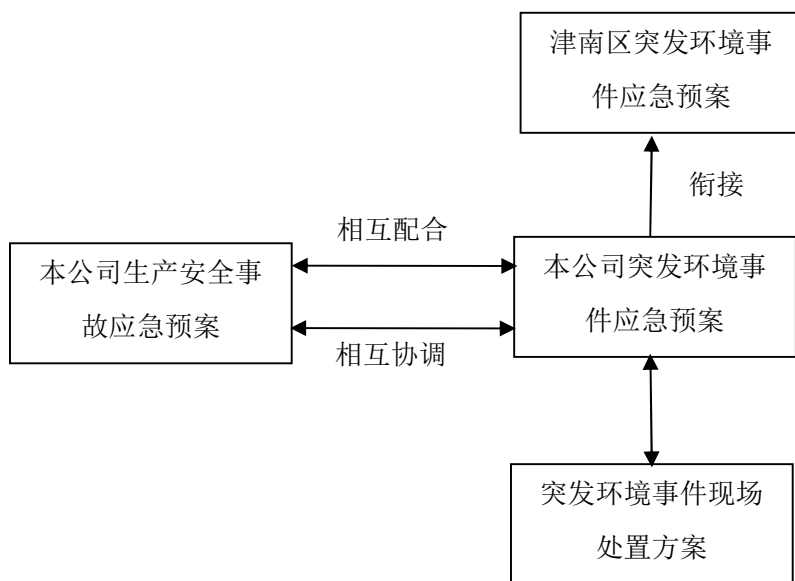 津南区突发环境事
件应急预案
衔接
相互配合
本公司生产安全事
故应急预案
本公司突发环境事
件应急预案
相互协调
突发环境事件现场
处置方案